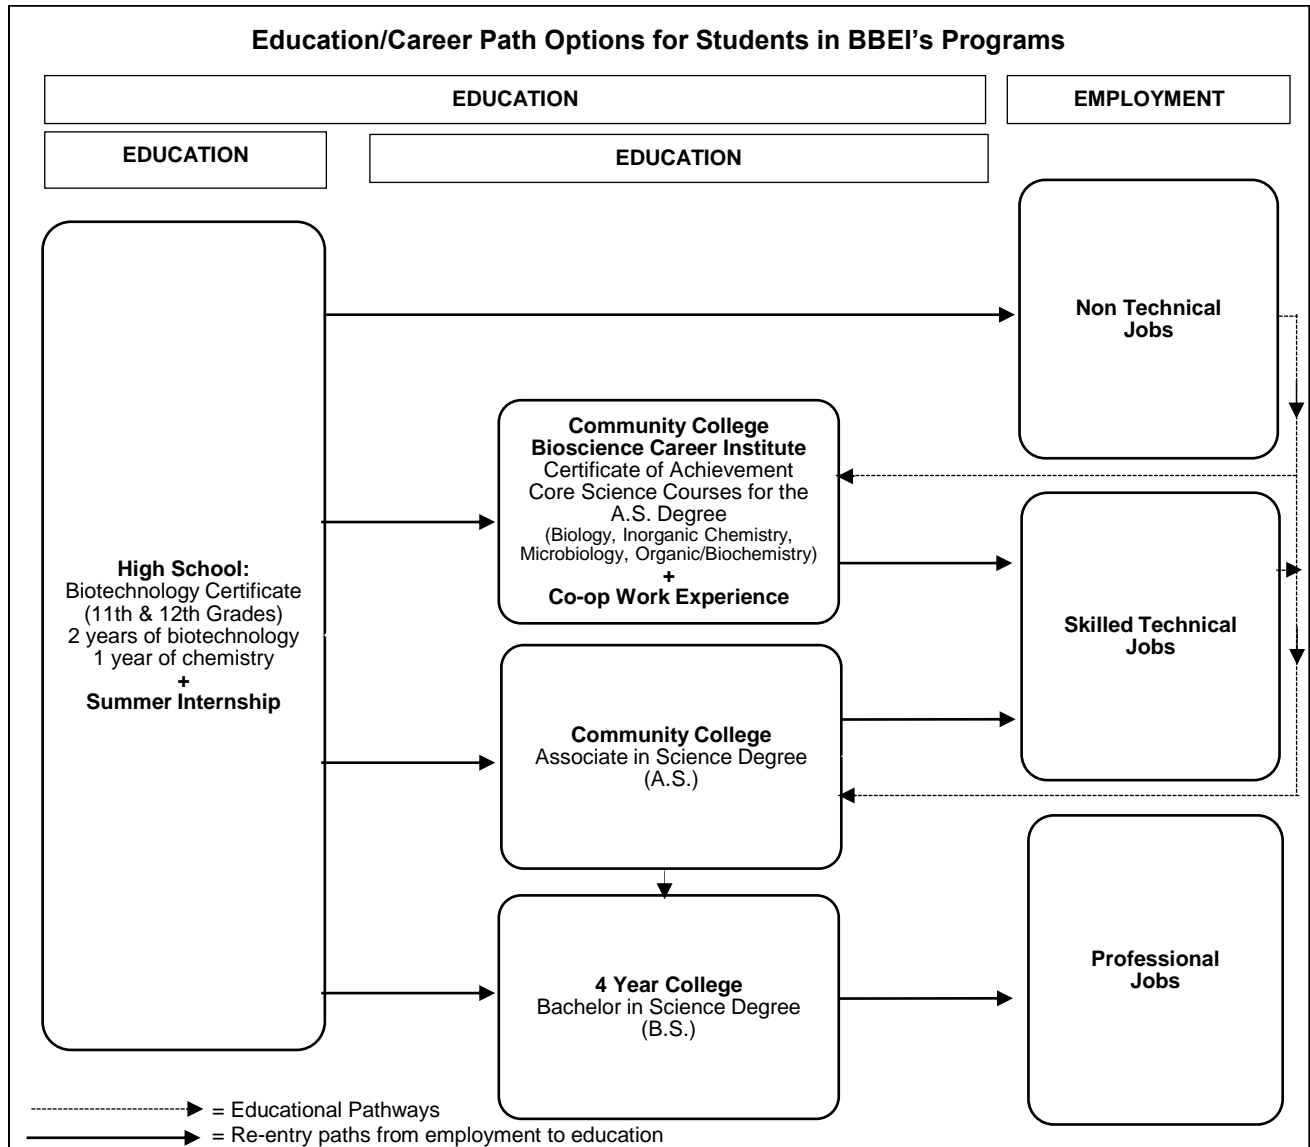 Education/Career Path Options for Students in BBEI's Programs
EDUCATION
EMPLOYMENT
EDUCATION
EDUCATION
Non Technical
Jobs
Community College
Bioscience Career Institute
Certificate of Achievement
Core Science Courses for the
A.S. Degree
(Biology, Inorganic Chemistry,
Microbiology, Organic/Biochemistry)
+
Co-op Work Experience
High School:
Biotechnology Certificate
(11th & 12th Grades)
2 years of biotechnology
1 year of chemistry
+
Summer Internship
Skilled Technical
Jobs
Community College
Associate in Science Degree
(A.S.)
4 Year College
Bachelor in Science Degree
(B.S.)
Professional
Jobs
= Educational Pathways
= Re-entry paths from employment to education